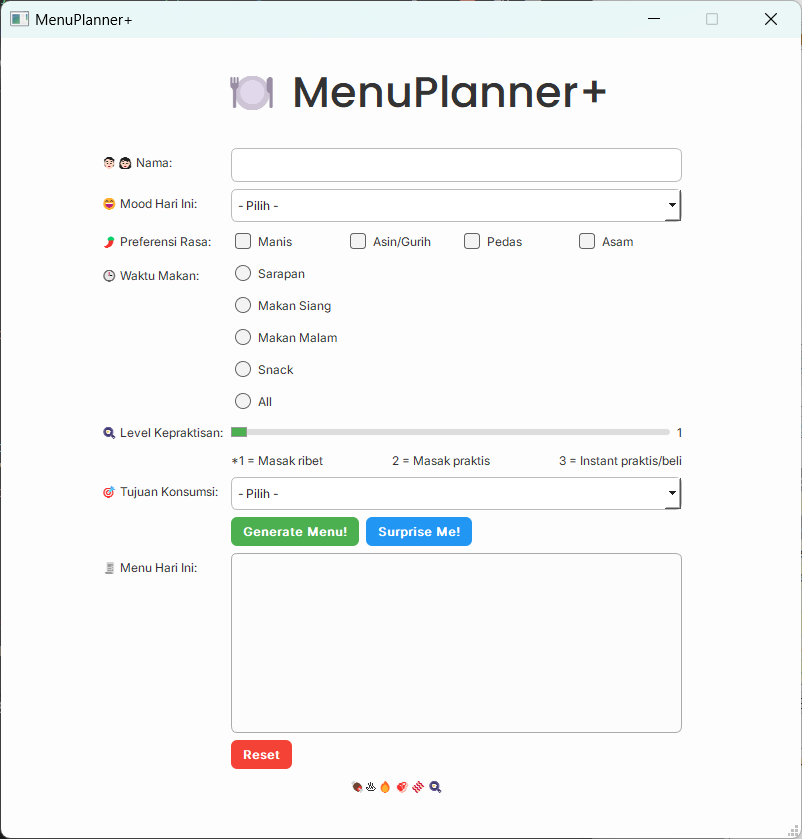 MenuPlanner+
MenuPlanner+
Nama:
Mood Hari Ini: - Pilih -
Preferensi Rasa: Manis Asin/Gurih Pedas Asam
Waktu Makan: Sarapan
Makan Siang
Makan Malam
Snack
All
Level Kepraktisan: 1
*1 = Masak ribet 2 = Masak praktis 3 = Instant praktis/beli
Tujuan Konsumsi: - Pilih -
Generate Menu! Surprise Me!
Menu Hari Ini:
Reset